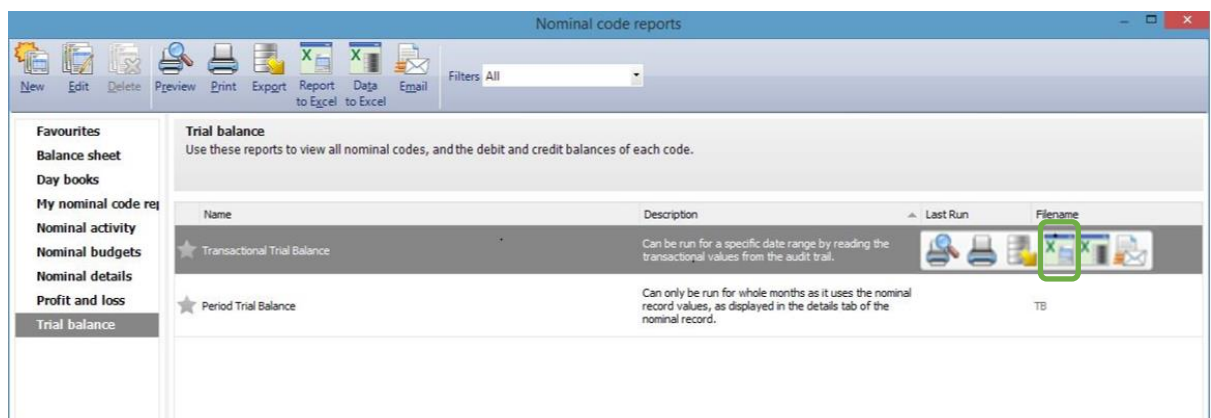 Nominal code reports
New Edit Delete Preview Print Export Report to Excel Data to Excel Email Filters All
Favourites
Balance sheet
Day books
My nominal code rep
Nominal activity
Nominal budgets
Nominal details
Profit and loss
Trial balance
Trial balance
Use these reports to view all nominal codes, and the debit and credit balances of each code.
Name Description Last Run Filename
Transactional Trial Balance
Can be run for a specific date range by reading the
transactional values from the audit trail.
Period Trial Balance
Can only be run for whole months as it uses the nominal
record values, as displayed in the details tab of the
nominal record.
TB